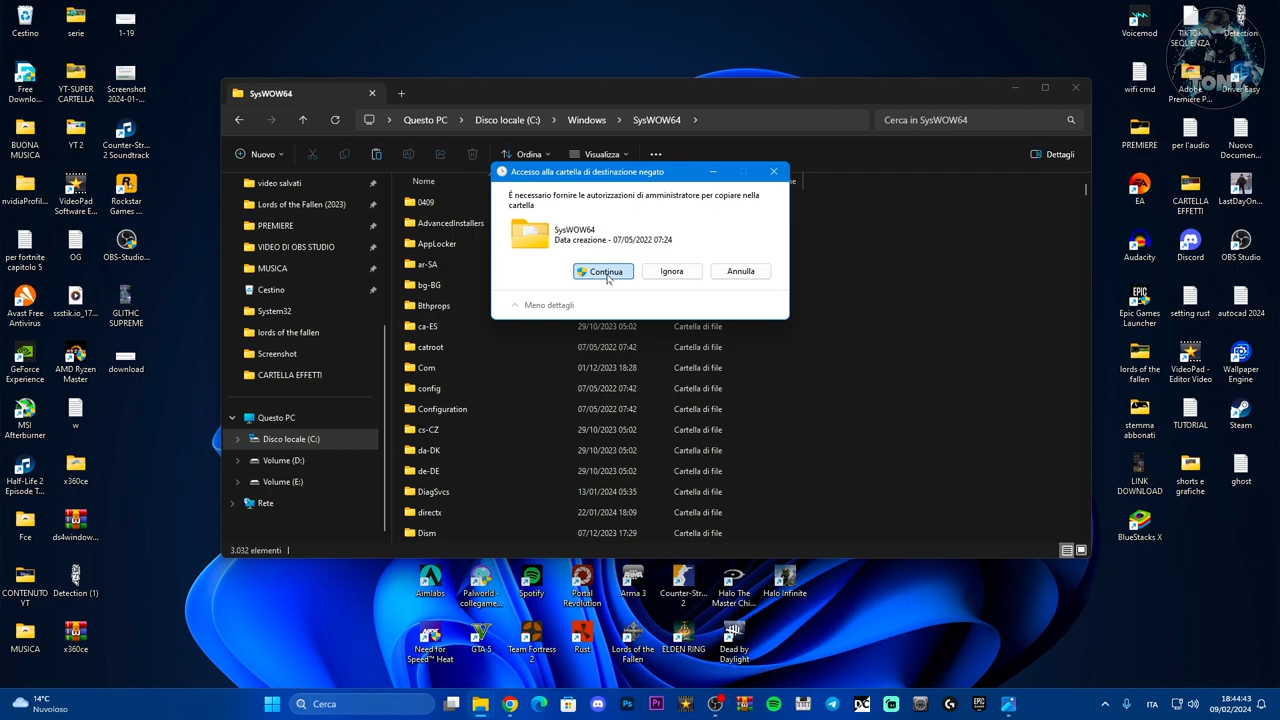 Cestino
serie
1-19
Free
Downlo...
YT-SUPER
CARTELLA
Screenshot
2024-01-...
BUONA
MUSICA
YT 2
Counter-Str...
2 Soundtrack
nvidiaProfil...
VideoPad
Software E...
Rockstar
Games ...
per fortnite
capitolo 5
OG
OBS-Studio...
Avast Free
Antivirus
ssstik.io_17...
GLITHC
SUPREME
GeForce
Experience
AMD Ryzen
Master
download
MSI
Afterburner
w
Half-Life 2
Episode T...
x360ce
Fce
ds4window...
CONTENUTO
YT
Detection (1)
MUSICA
x360ce
SysWOW64
Questo PC
Disco locale (C:)
Windows
SysWOW64
Cerca in SysWOW64
Nuovo
Ordina
Visualizza
Dettagli
video salvati
Lords of the Fallen (2023)
PREMIERE
VIDEO DI OBS STUDIO
MUSICA
Cestino
System32
lords of the fallen
Screenshot
CARTELLA EFFETTI
Questo PC
Disco locale (C:)
Volume (D:)
Volume (E:)
Rete
3.032 elementi
Nome
0409
AdvancedInstallers
AppLocker
ar-SA
bg-BG
Bthprops
ca-ES 29/10/2023 05:02 Cartella di file
catroot 07/05/2022 07:42 Cartella di file
Com 01/12/2023 18:28 Cartella di file
config 07/05/2022 07:42 Cartella di file
Configuration 07/05/2022 07:42 Cartella di file
cs-CZ 29/10/2023 05:02 Cartella di file
da-DK 29/10/2023 05:02 Cartella di file
de-DE 29/10/2023 05:02 Cartella di file
DiagSvcs 13/01/2024 05:35 Cartella di file
directx 22/01/2024 18:09 Cartella di file
Dism 07/12/2023 17:29 Cartella di file
Accesso alla cartella di destinazione negato
È necessario fornire le autorizzazioni di amministratore per copiare nella
cartella
SysWOW64
Data creazione - 07/05/2022 07:24
Continua
Ignora
Annulla
Meno dettagli
Voicemod
TIKTOK
SEQUENZA
Detection
wifi cmd
Adobe
Premiere P...
Driver Easy
TONY
PREMIERE
per l'audio
Nuovo
Documen...
EA
CARTELLA
EFFETTI
LastDayOn...
Audacity
Discord
OBS Studio
Epic Games
Launcher
setting rust
autocad 2024
lords of the
fallen
VideoPad -
Editor Video
Wallpaper
Engine
stemma
abbonati
TUTORIAL
Steam
LINK
DOWNLOAD
shorts e
grafiche
ghost
BlueStacks X
Aimlabs
Palworld -
collegame...
Spotify
Portal
Revolution
Arma 3
Counter-Str...
2
Halo The
Master Chi...
Halo Infinite
Need for
Speed™ Heat
GTA 5
Team Fortress
2
Rust
Lords of the
Fallen
ELDEN RING
Dead by
Daylight
14°C
Nuvoloso
Cerca
ITA
18:44:43
09/02/2024